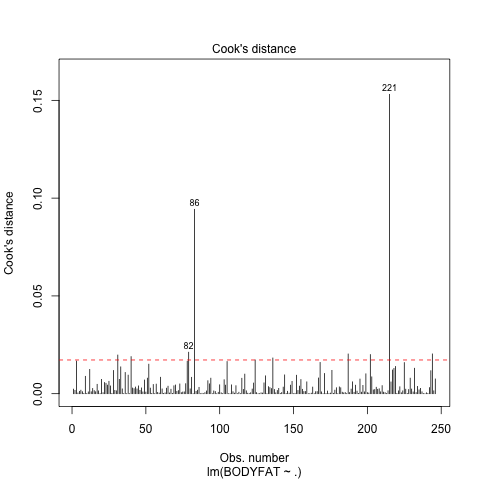 Cook's distance
Cook's distance
0.15
0.10
0.05
0.00
221
86
82
0 50 100 150 200 250
Obs. number
lm(BODYFAT ~ .)